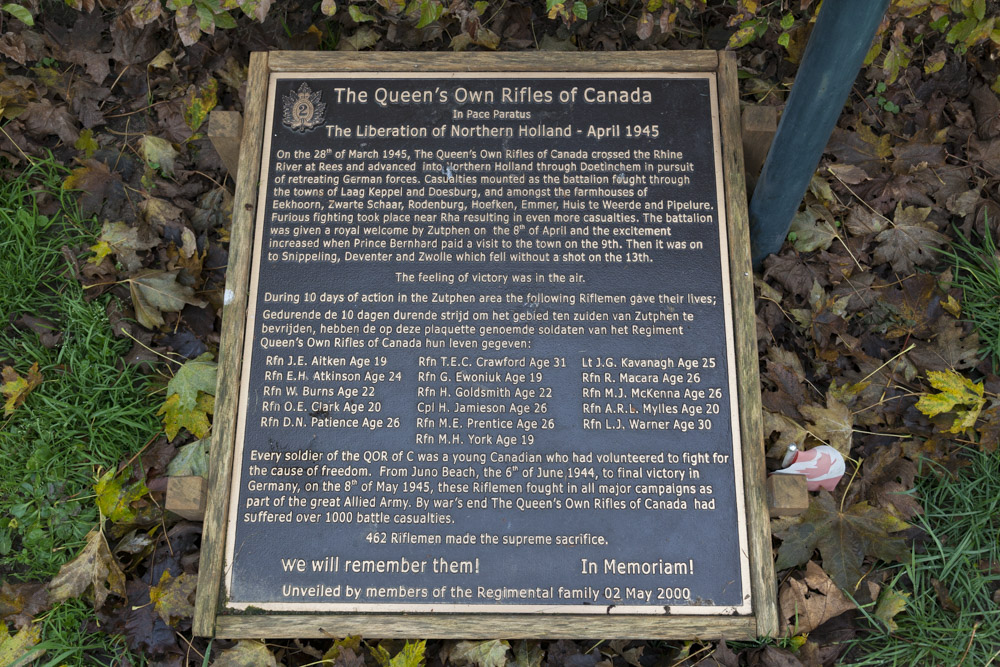 The Queen's Own Rifles of Canada
2
In Pace Paratus
The Liberation of Northern Holland - April 1945
On the 28th of March 1945, The Queen's Own Rifles of Canada crossed the Rhine
River at Rees and advanced into Northern Holland through Doetinchem in pursuit
of retreating German forces. Casualties mounted as the battalion fought through
the towns of Laag Keppel and Doesburg, and amongst the farmhouses of
Eekhoorn, Zwarte Schaar, Rodenburg, Hoefken, Emmer, Huis te Weerde and Pipelure.
Furious fighting took place near Rha resulting in even more casualties. The battalion
was given a royal welcome by Zutphen on the 8th of April and the excitement
increased when Prince Bernhard paid a visit to the town on the 9th. Then it was on
to Snippeling, Deventer and Zwolle which fell without a shot on the 13th.
The feeling of victory was in the air.
During 10 days of action in the Zutphen area the following Riflemen gave their lives;
Gedurende de 10 dagen durende strijd om het gebied ten zuiden van Zutphen te
bevrijden, hebben de op deze plaquette genoemde soldaten van het Regiment
Queen's Own Rifles of Canada hun leven gegeven:
Rfn J.E. Aitken Age 19 Rfn T.E.C. Crawford Age 31 Lt J.G. Kavanagh Age 25
Rfn E.H. Atkinson Age 24 Rfn G. Ewoniuk Age 19 Rfn R. Macara Age 26
Rfn W. Burns Age 22 Rfn H. Goldsmith Age 22 Rfn M.J. McKenna Age 26
Rfn O.E. Clark Age 20 Cpl H. Jamieson Age 26 Rfn A.R.L. Mylles Age 20
Rfn D.N. Patience Age 26 Rfn M.E. Prentice Age 26 Rfn L.J. Warner Age 30
Rfn M.H. York Age 19
Every soldier of the QOR of C was a young Canadian who had volunteered to fight for
the cause of freedom. From Juno Beach, the 6th of June 1944, to final victory in
Germany, on the 8th of May 1945, these Riflemen fought in all major campaigns as
part of the great Allied Army. By war's end The Queen's Own Rifles of Canada had
suffered over 1000 battle casualties.
462 Riflemen made the supreme sacrifice.
We will remember them! In Memoriam!
Unveiled by members of the Regimental family 02 May 2000